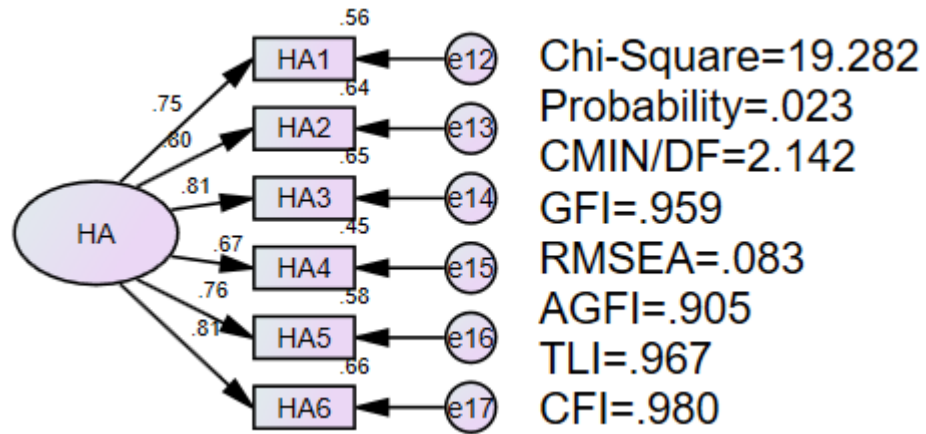 .56
HA1
e12
.75
.64
HA2
e13
.80
.65
HA3
e14
.81
.45
HA
HA4
e15
.67
.58
HA5
e16
.76
.66
HA6
e17
.81
Chi-Square=19.282
Probability=.023
CMIN/DF=2.142
GFI=.959
RMSEA=.083
AGFI=.905
TLI=.967
CFI=.980